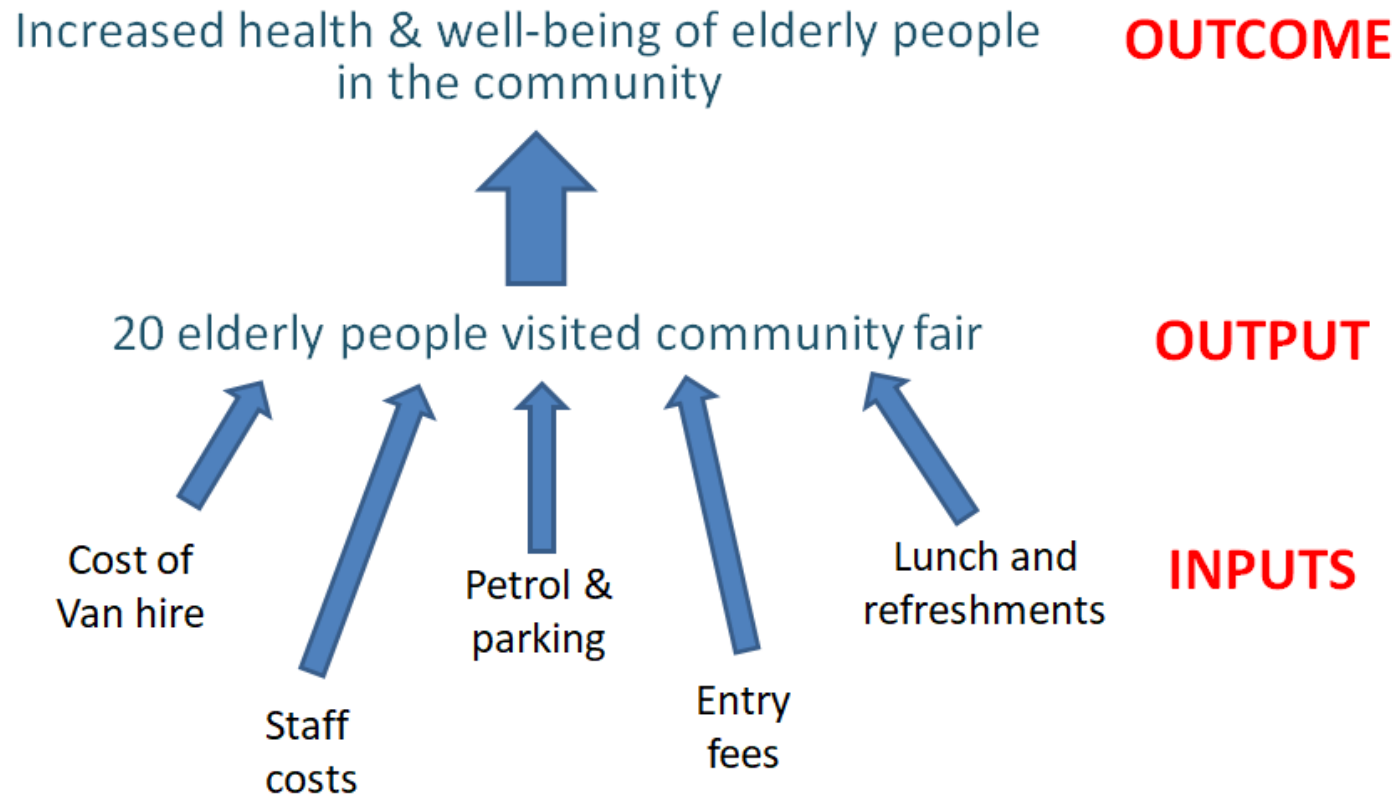 Increased health & well-being of elderly people
in the community
OUTCOME
20 elderly people visited community fair
OUTPUT
Cost of
Van hire
Staff
costs
Petrol &
parking
Entry
fees
Lunch and
refreshments
INPUTS